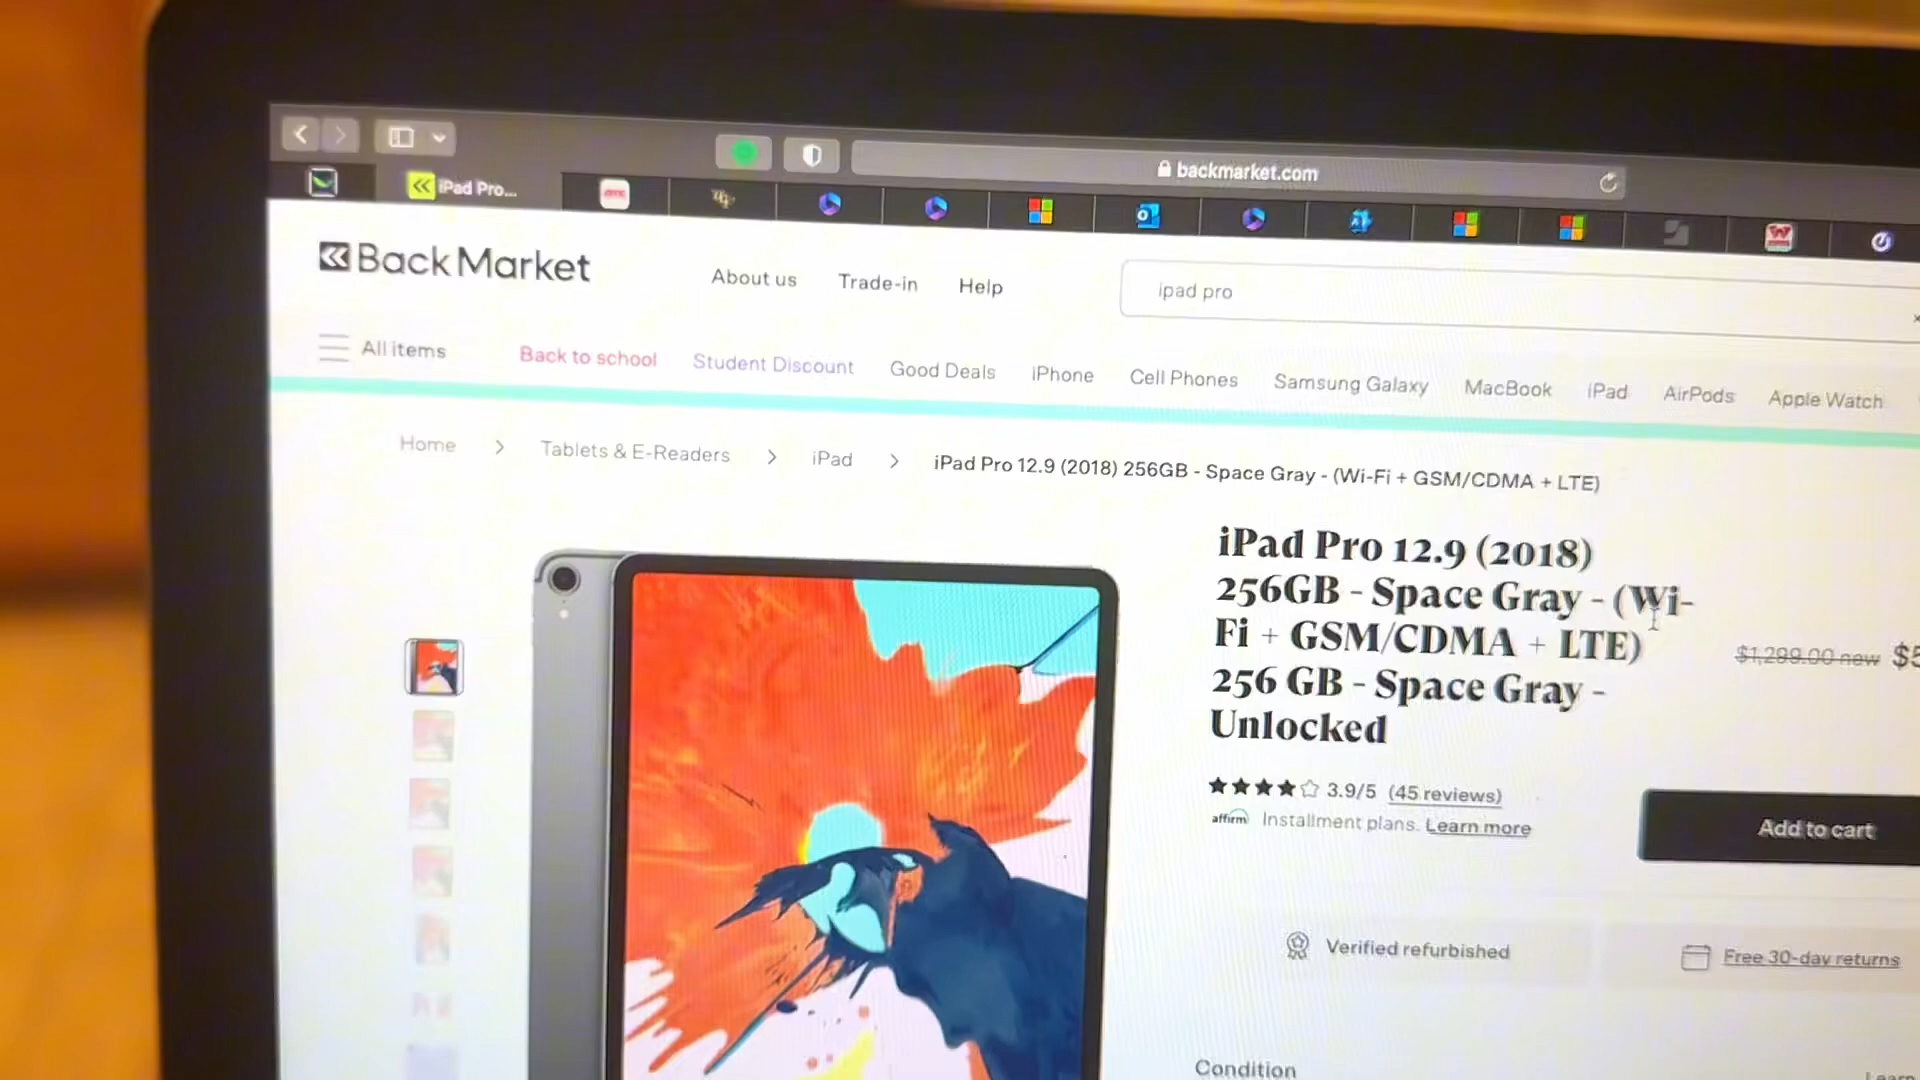 backmarket.com
iPad Pro...
Back Market
About us
Trade-in
Help
ipad pro
All items
Back to school
Student Discount
Good Deals
iPhone
Cell Phones
Samsung Galaxy
MacBook
iPad
AirPods
Apple Watch
Home > Tablets & E-Readers > iPad > iPad Pro 12.9 (2018) 256GB - Space Gray - (Wi-Fi + GSM/CDMA + LTE)
iPad Pro 12.9 (2018)
256GB - Space Gray - (Wi-
Fi + GSM/CDMA + LTE)
256 GB - Space Gray -
Unlocked
$1,299.00 new
3.9/5 (45 reviews)
affirm Installment plans. Learn more
Add to cart
Verified refurbished
Free 30-day returns
Condition